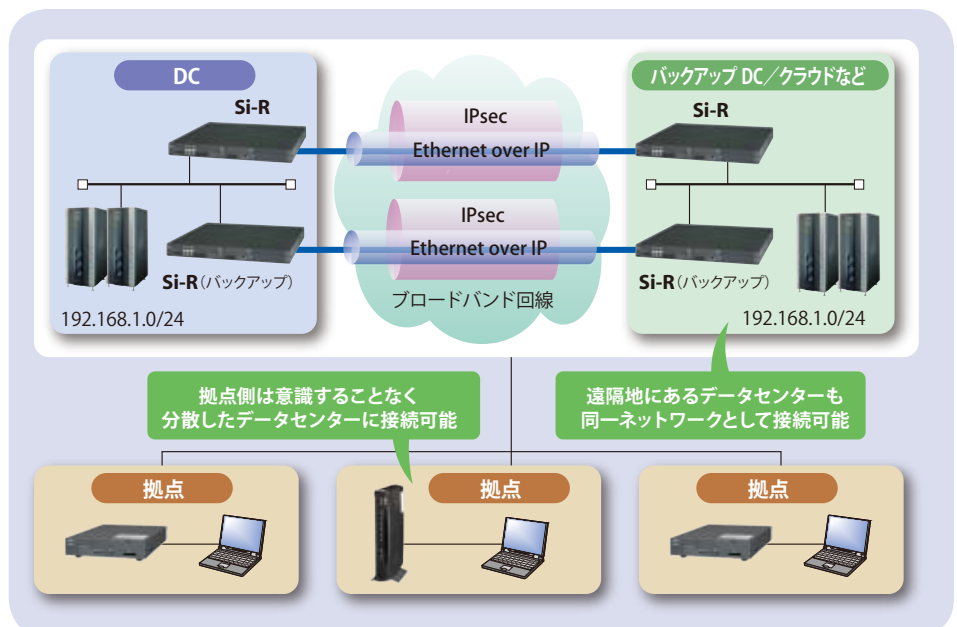 DC
バックアップ DC／クラウドなど
Si-R
IPsec
Si-R
Ethernet over IP
IPsec
Ethernet over IP
Si-R（バックアップ）
Si-R（バックアップ）
ブロードバンド回線
192.168.1.0/24
192.168.1.0/24
拠点側は意識することなく
分散したデータセンターに接続可能
遠隔地にあるデータセンターも
同一ネットワークとして接続可能
拠点
拠点
拠点